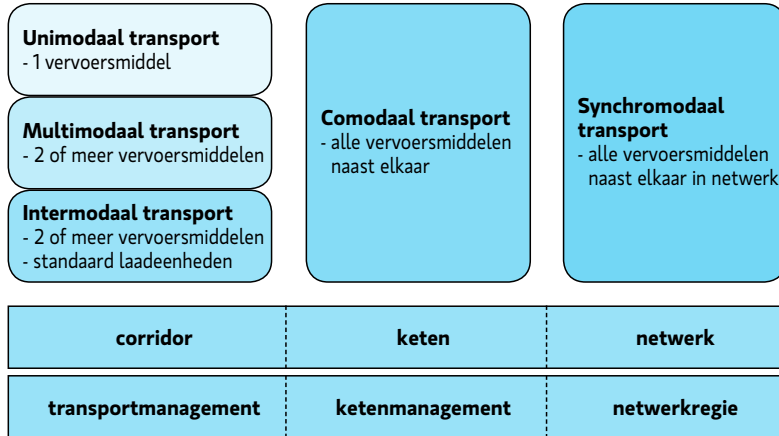 Unimodaal transport
- 1 vervoersmiddel
Multimodaal transport
- 2 of meer vervoersmiddelen
Intermodaal transport
- 2 of meer vervoersmiddelen
- standaard laadeenheden
Comodaal transport
- alle vervoersmiddelen
naast elkaar
Synchromodaal
transport
- alle vervoersmiddelen
naast elkaar in netwerk
corridor
keten
netwerk
transportmanagement
ketenmanagement
netwerkregie